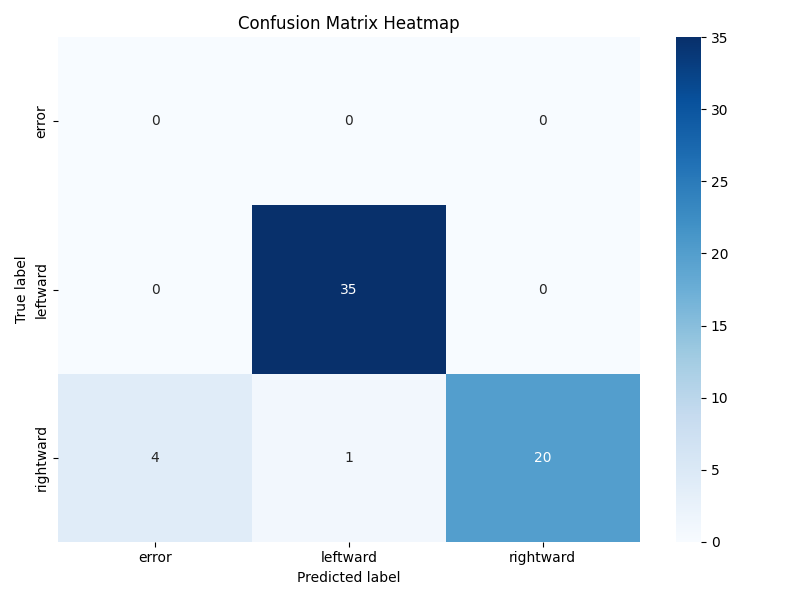 Confusion Matrix Heatmap
True label
error
0 0 0
leftward
0 35 0
rightward
4 1 20
error leftward rightward
Predicted label
35
30
25
20
15
10
5
0